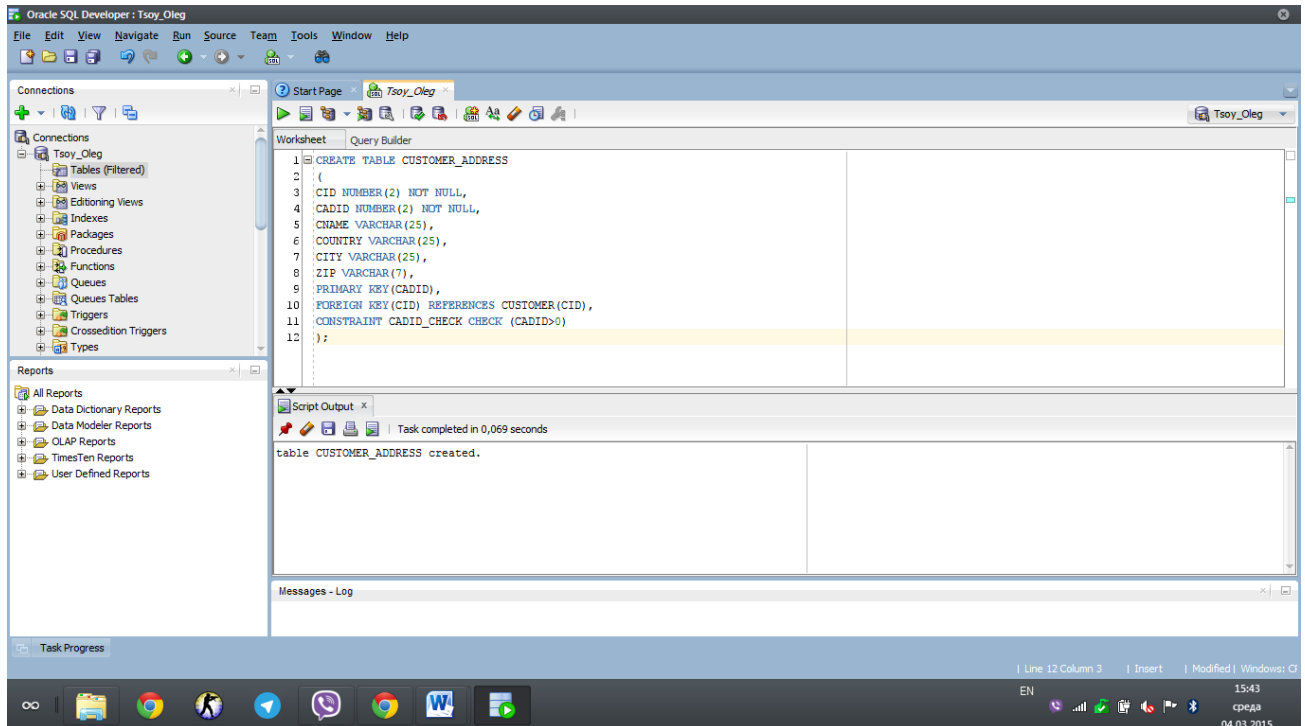 Oracle SQL Developer : Tsoy_Oleg
File Edit View Navigate Run Source Team Tools Window Help
Connections
Start Page
Tsoy_Oleg
Tsoy_Oleg
Connections
Tsoy_Oleg
Tables (Filtered)
Views
Editioning Views
Indexes
Packages
Procedures
Functions
Queues
Queues Tables
Triggers
Crossedition Triggers
Types
Worksheet Query Builder
1 CREATE TABLE CUSTOMER_ADDRESS
2 (
3 CID NUMBER(2) NOT NULL,
4 CADID NUMBER(2) NOT NULL,
5 CNAME VARCHAR(25),
6 COUNTRY VARCHAR(25),
7 CITY VARCHAR(25),
8 ZIP VARCHAR(7),
9 PRIMARY KEY(CADID),
10 FOREIGN KEY(CID) REFERENCES CUSTOMER(CID),
11 CONSTRAINT CADID_CHECK CHECK (CADID>0)
12 );
Reports
All Reports
Data Dictionary Reports
Data Modeler Reports
OLAP Reports
TimesTen Reports
User Defined Reports
Script Output
Task completed in 0,069 seconds
table CUSTOMER_ADDRESS created.
Messages - Log
Task Progress
| Line 12 Column 3 | Insert | Modified | Windows: C
EN
15:43
среда
04.03.2015